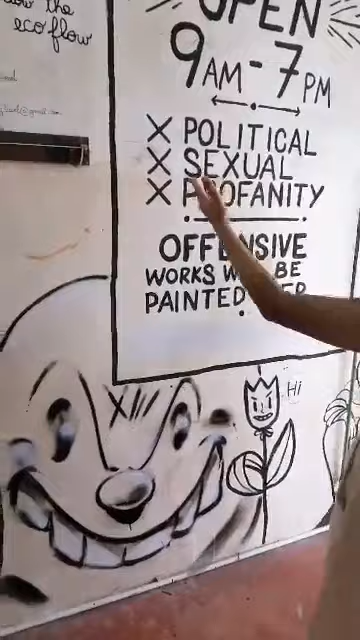 the
eco flow
OPEN
9AM-7PM
X POLITICAL
X SEXUAL
X PROFANITY
OFFENSIVE
WORKS BE
PAINTED
Hi